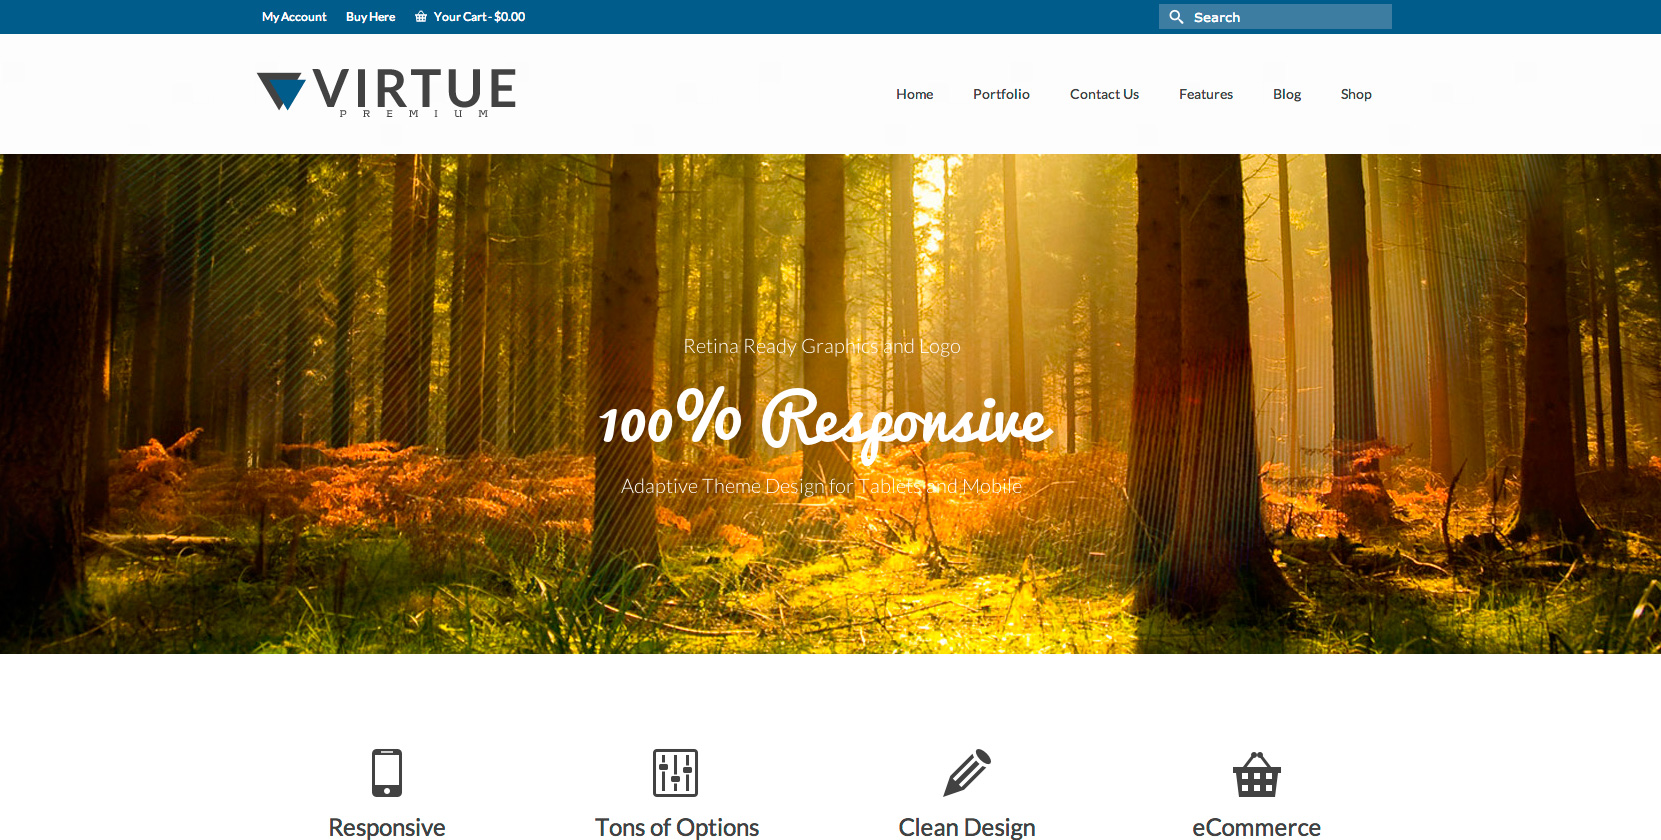 My Account Buy Here Your Cart - $0.00 Search
VIRTUE
PREMIUM
Home Portfolio Contact Us Features Blog Shop
Retina Ready Graphics and Logo
100% Responsive
Adaptive Theme Design for Tablets and Mobile
Responsive Tons of Options Clean Design eCommerce